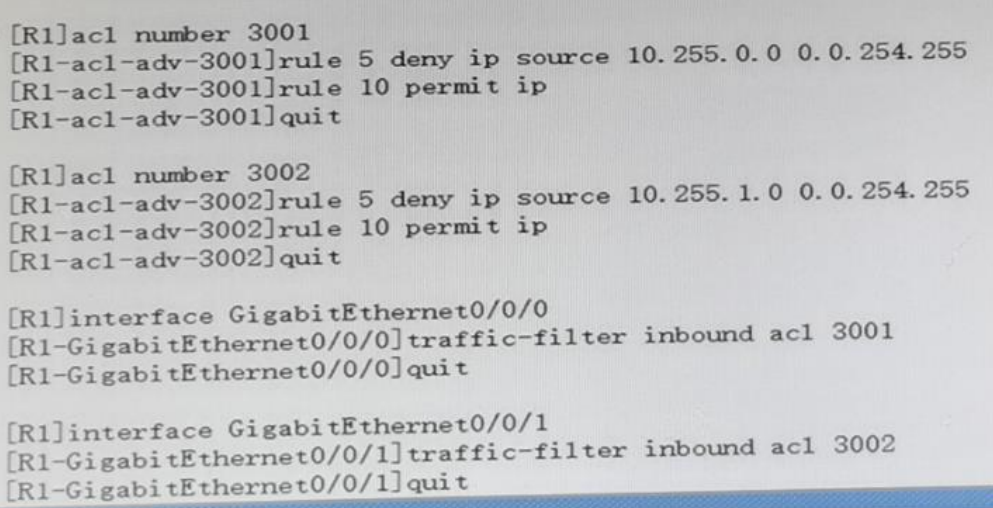 [R1]acl number 3001
[R1-acl-adv-3001]rule 5 deny ip source 10.255.0.0 0.0.254.255
[R1-acl-adv-3001]rule 10 permit ip
[R1-acl-adv-3001]quit
[R1]acl number 3002
[R1-acl-adv-3002]rule 5 deny ip source 10.255.1.0 0.0.254.255
[R1-acl-adv-3002]rule 10 permit ip
[R1-acl-adv-3002]quit
[R1]interface GigabitEthernet0/0/0
[R1-GigabitEthernet0/0/0]traffic-filter inbound acl 3001
[R1-GigabitEthernet0/0/0]quit
[R1]interface GigabitEthernet0/0/1
[R1-GigabitEthernet0/0/1]traffic-filter inbound acl 3002
[R1-GigabitEthernet0/0/1]quit